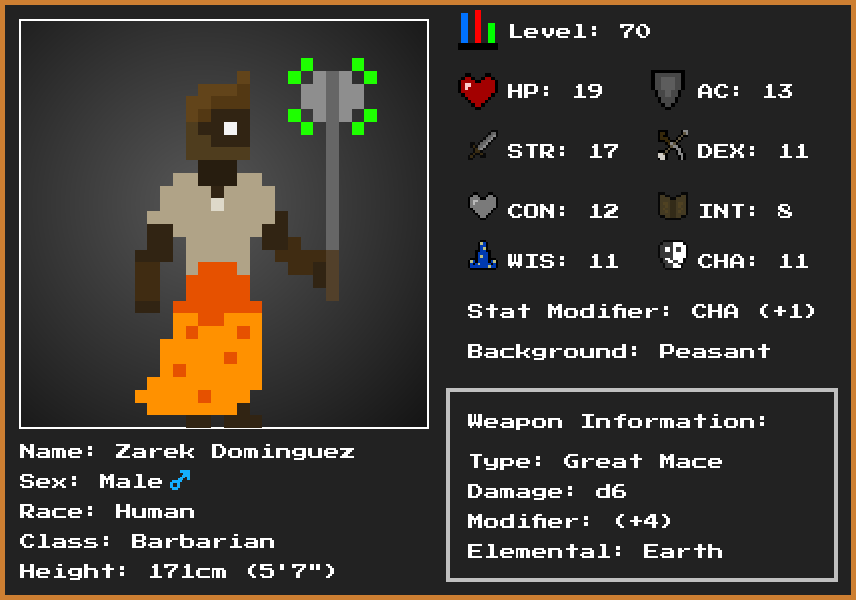 Level: 70
HP: 19
AC: 13
STR: 17
DEX: 11
CON: 12
INT: 8
WIS: 11
CHA: 11
Stat Modifier: CHA (+1)
Background: Peasant
Weapon Information:
Type: Great Mace
Damage: d6
Modifier: (+4)
Elemental: Earth
Name: Zarek Dominguez
Sex: Male ♂
Race: Human
Class: Barbarian
Height: 171cm (5'7")